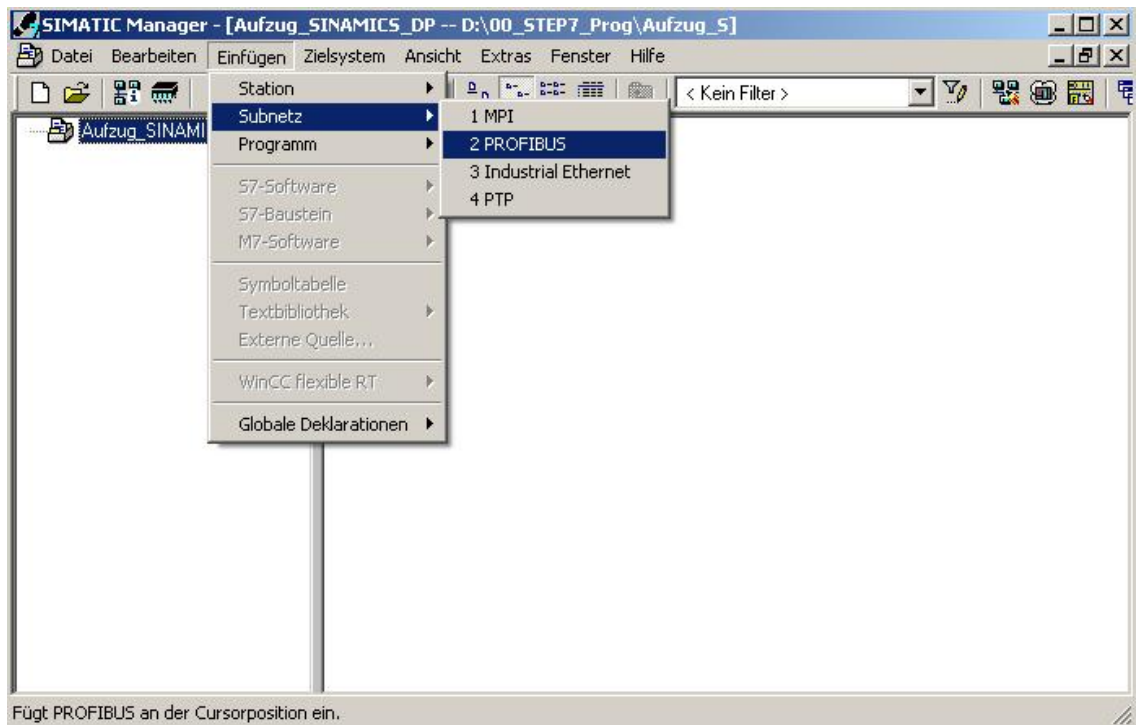 SIMATIC Manager - [Aufzug_SINAMICS_DP -- D:\00_STEP7_Prog\Aufzug_S]
Datei Bearbeiten Einfügen Zielsystem Ansicht Extras Fenster Hilfe
< Kein Filter >
Aufzug_SINAMI
Station
Subnetz
Programm
S7-Software
S7-Baustein
M7-Software
Symboltabelle
Textbibliothek
Externe Quelle...
WinCC flexible RT
Globale Deklarationen
1 MPI
2 PROFIBUS
3 Industrial Ethernet
4 PTP
Fügt PROFIBUS an der Cursorposition ein.